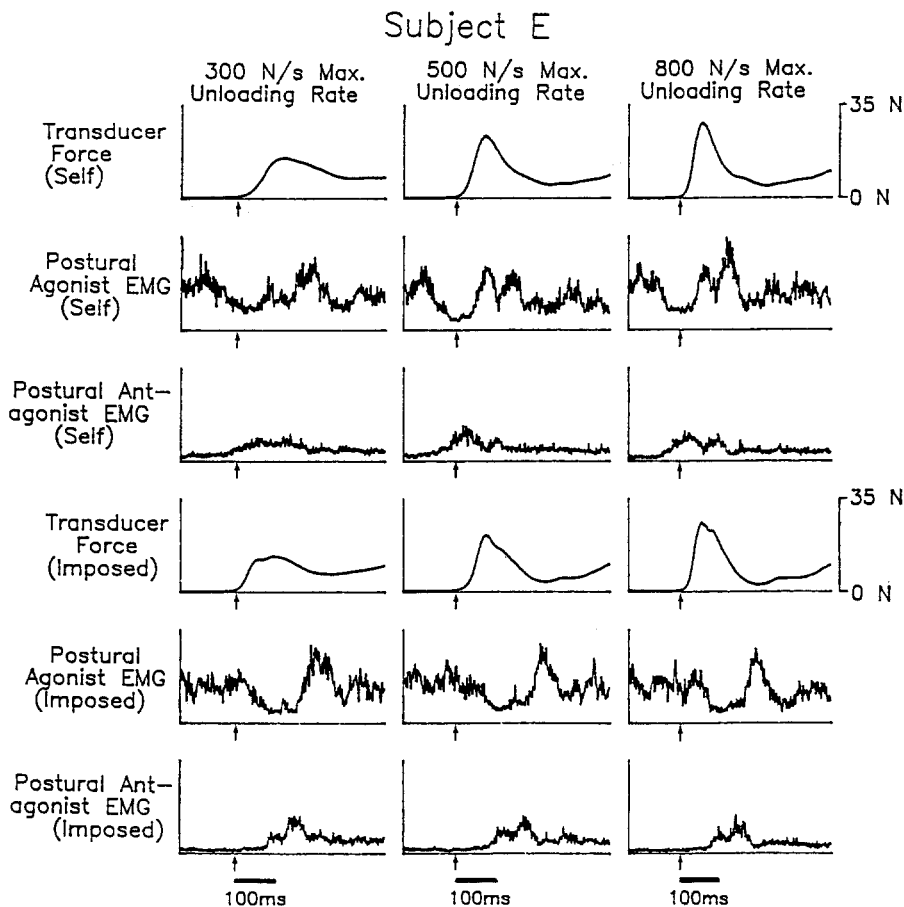 Subject E
300 N/s Max.
Unloading Rate
500 N/s Max.
Unloading Rate
800 N/s Max.
Unloading Rate
35 N
0 N
Transducer
Force
(Self)
Postural
Agonist EMG
(Self)
Postural Ant-
agonist EMG
(Self)
Transducer
Force
(Imposed)
35 N
0 N
Postural
Agonist EMG
(Imposed)
Postural Ant-
agonist EMG
(Imposed)
100ms
100ms
100ms